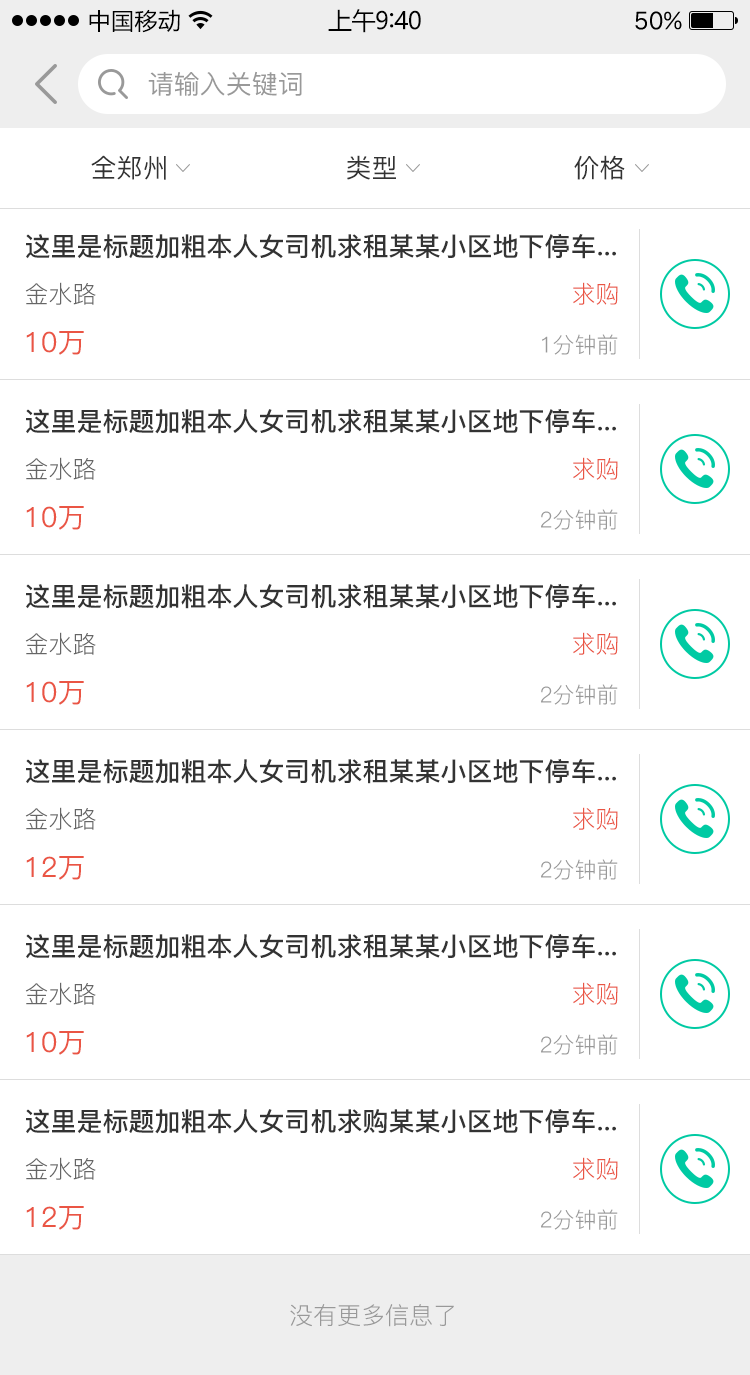 中国移动 上午9:40 50%
请输入关键词
全郑州 类型 价格
这里是标题加粗本人女司机求租某某小区地下停车...
金水路 求购
10万 1分钟前
这里是标题加粗本人女司机求租某某小区地下停车...
金水路 求购
10万 2分钟前
这里是标题加粗本人女司机求租某某小区地下停车...
金水路 求购
10万 2分钟前
这里是标题加粗本人女司机求租某某小区地下停车...
金水路 求购
12万 2分钟前
这里是标题加粗本人女司机求租某某小区地下停车...
金水路 求购
10万 2分钟前
这里是标题加粗本人女司机求购某某小区地下停车...
金水路 求购
12万 2分钟前
没有更多信息了